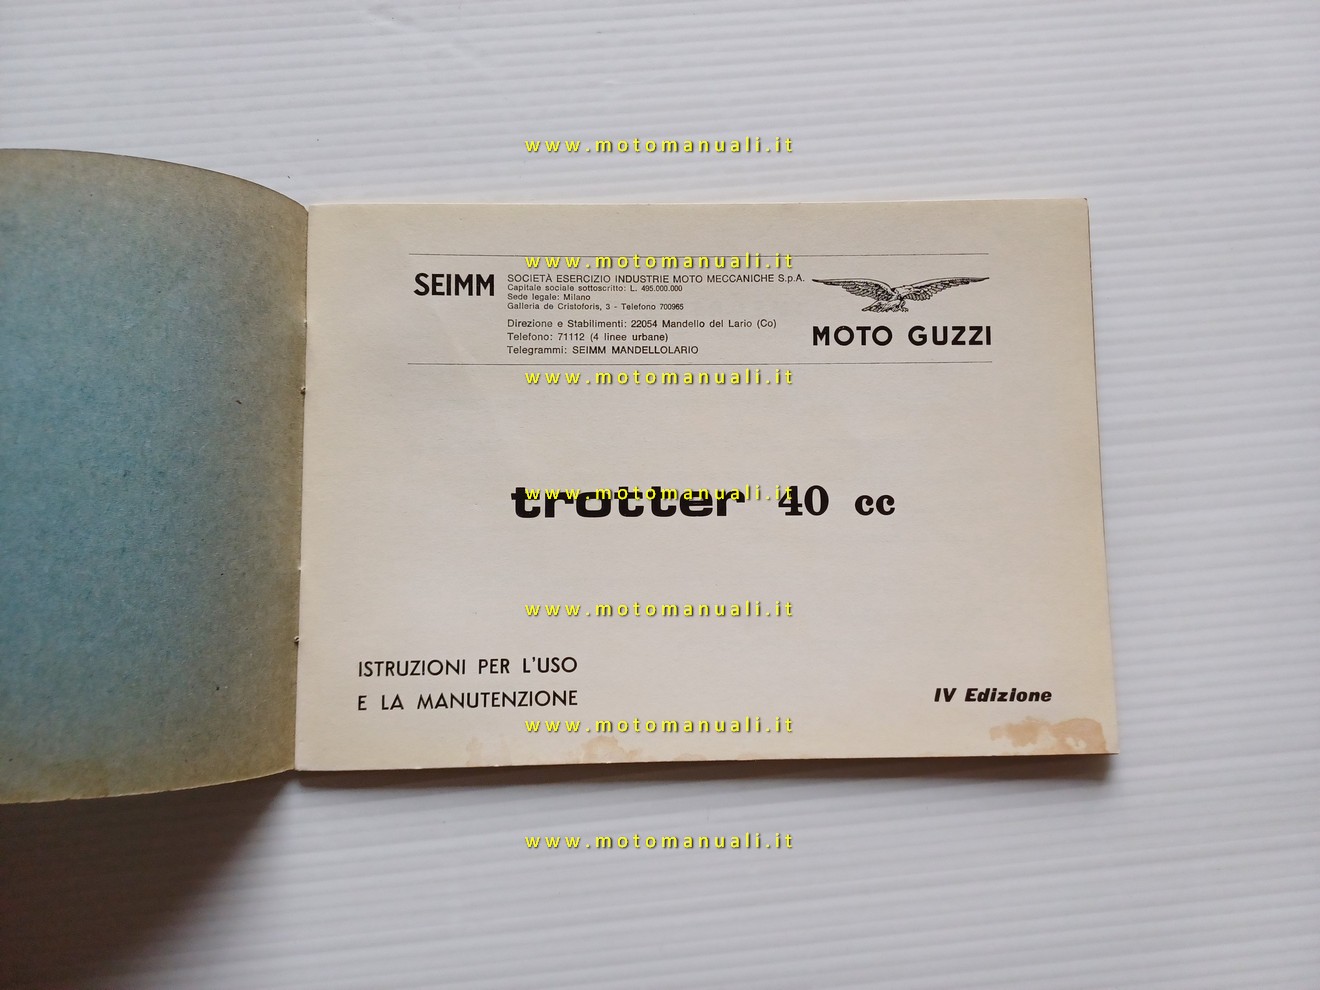 www.motomanuali.it
www.motomanuali.it
SEIMM
SOCIETÀ ESERCIZIO INDUSTRIE MOTO MECCANICHE S.p.A.
Capitale sociale sottoscritto: L. 495.000.000
Sede legale: Milano
Galleria de Cristoforis, 3 - Telefono 700965
Direzione e Stabilimenti: 22054 Mandello del Lario (Co)
Telefono: 71112 (4 linee urbane)
Telegrammi: SEIMM MANDELLOLARIO
MOTO GUZZI
www.motomanuali.it
trotter 40 cc
www.motomanuali.it
www.motomanuali.it
ISTRUZIONI PER L'USO
E LA MANUTENZIONE
IV Edizione
www.motomanuali.it
www.motomanuali.it